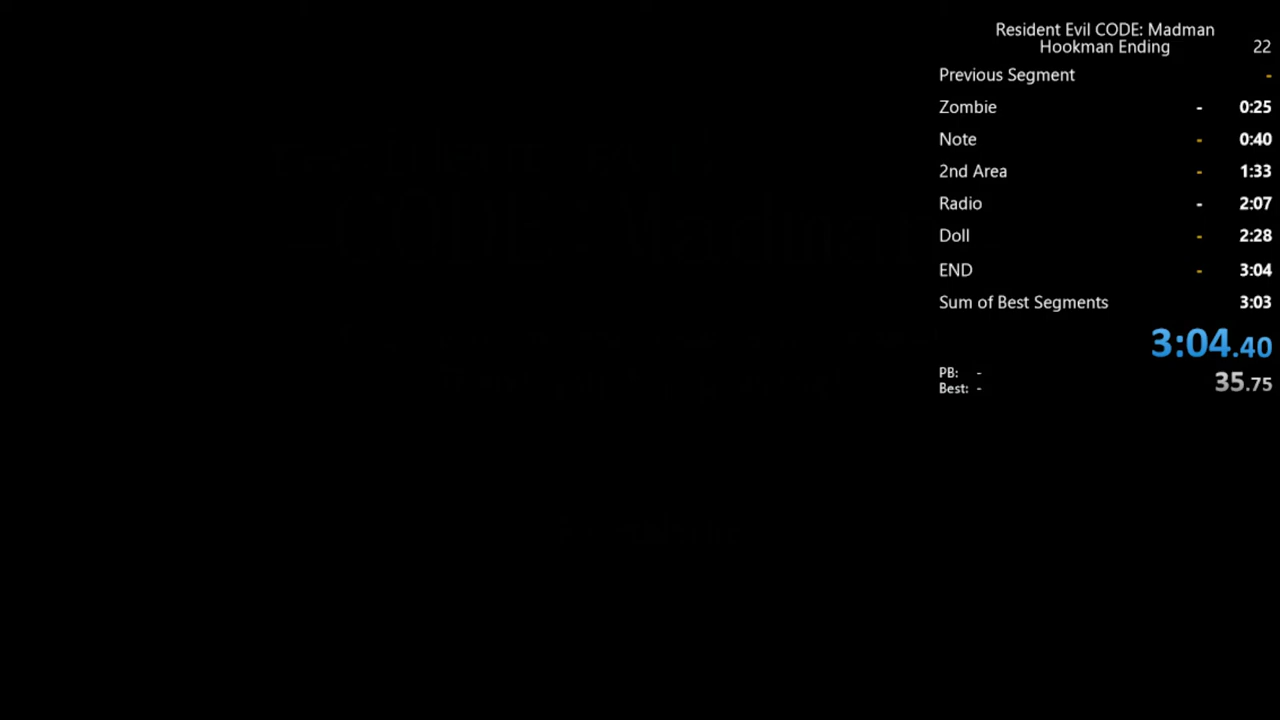 Resident Evil CODE: Madman
Hookman Ending 22
Previous Segment -
Zombie - 0:25
Note - 0:40
2nd Area - 1:33
Radio - 2:07
Doll - 2:28
END - 3:04
Sum of Best Segments 3:03
3:04.40
PB: -
35.75
Best: -